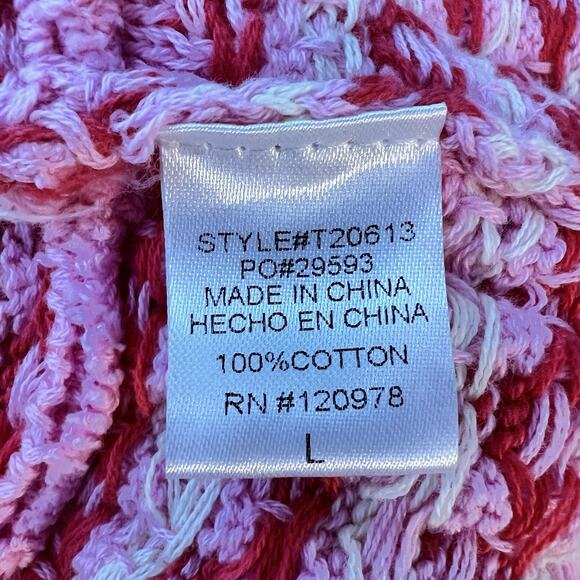 STYLE#T20613
PO#29593
MADE IN CHINA
HECHO EN CHINA
100%COTTON
RN #120978
L